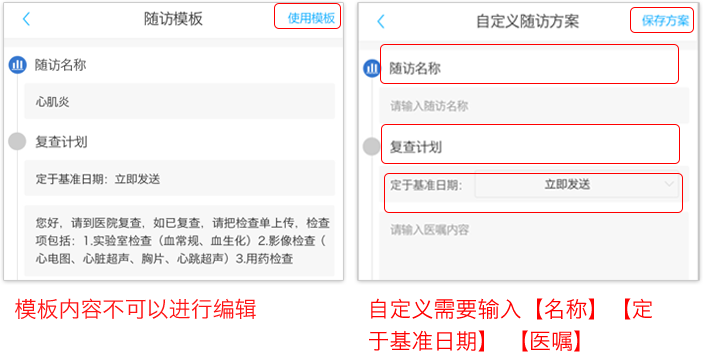 随访模板
使用模板
随访名称
心肌炎
复查计划
定于基准日期：立即发送
您好，请到医院复查，如已复查，请把检查单上传，检查
项包括：1.实验室检查（血常规、血生化）2.影像检查（
心电图、心脏超声、胸片、心跳超声）3.用药检查
模板内容不可以进行编辑
自定义随访方案
保存方案
随访名称
请输入随访名称
复查计划
定于基准日期：
立即发送
请输入医嘱内容
自定义需要输入【名称】【定
于基准日期】 【医嘱】